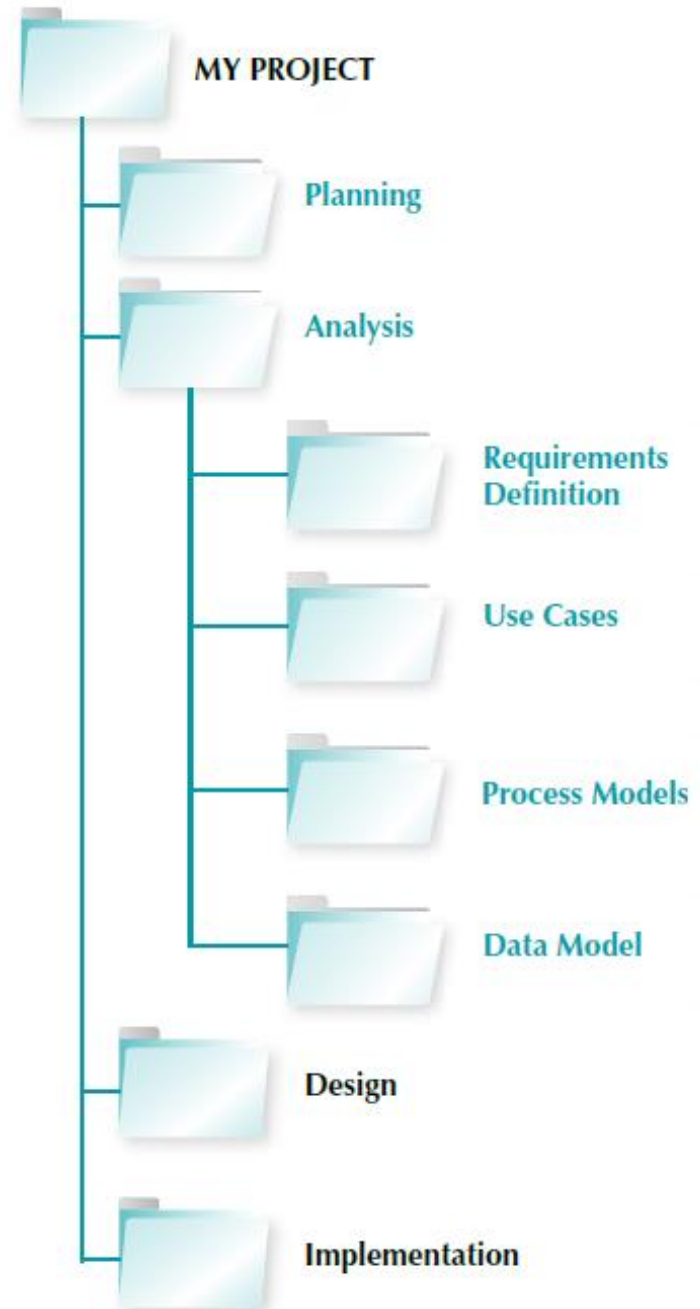 MY PROJECT
Planning
Analysis
Requirements
Definition
Use Cases
Process Models
Data Model
Design
Implementation